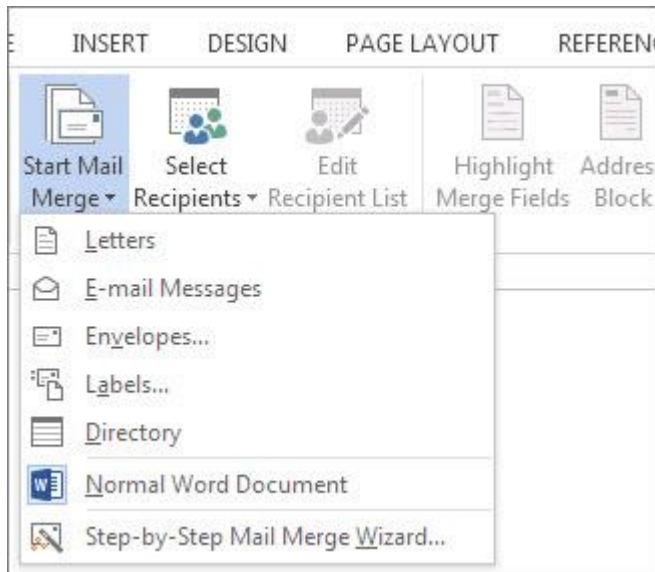 INSERT DESIGN PAGE LAYOUT
Start Mail Select Edit Highlight
Merge Recipients Recipient List Merge Fields Block
Letters
E-mail Messages
Envelopes...
Labels...
Directory
Normal Word Document
Step-by-Step Mail Merge Wizard...